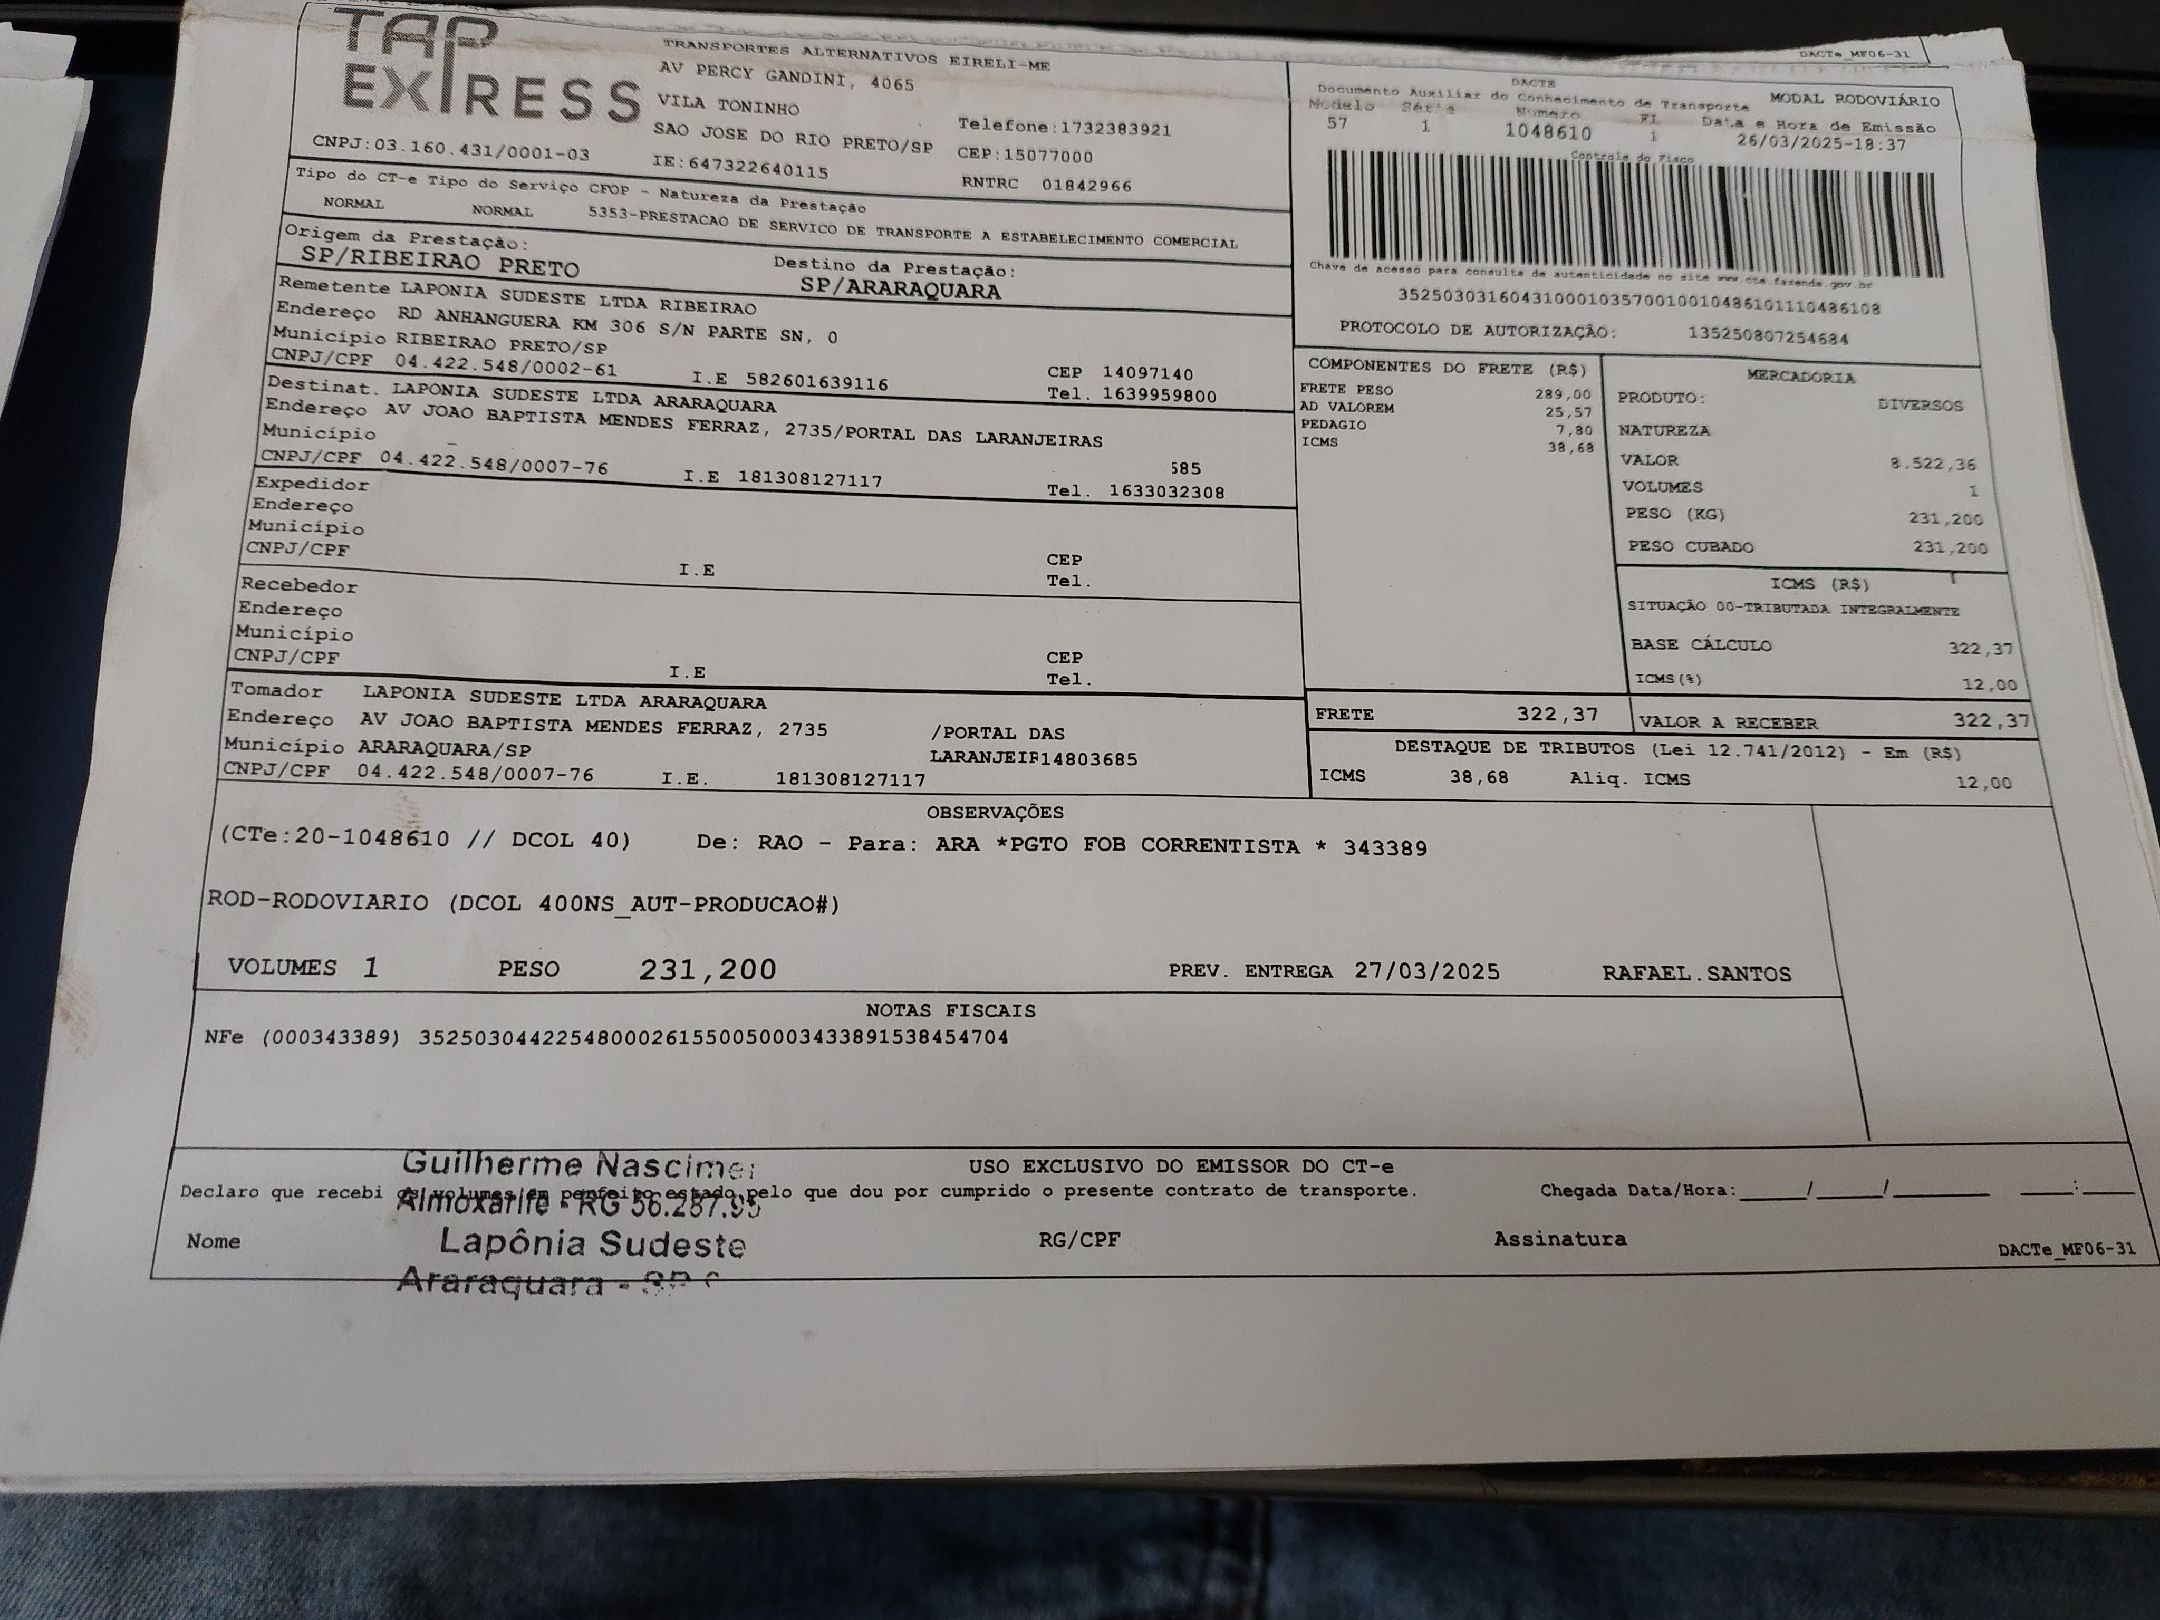 TAP EXPRESS
TRANSPORTES ALTERNATIVOS EIRELI-ME
AV PERCY GANDINI, 4065
VILA TONINHO
SAO JOSE DO RIO PRETO/SP
Telefone:1732383921
CEP:15077000
CNPJ:03.160.431/0001-03
IE:647322640115
RNTRC 01842966
DACTe_MF06-31
DACTE
Documento Auxiliar do Conhecimento de Transporte
MODAL RODOVIÁRIO
Modelo Série Número Fl Data e Hora de Emissão
57 1 1048610 1 26/03/2025-18:37
Controle do Fisco
Chave de acesso para consulta de autenticidade no site www.cte.fazenda.gov.br
35250303160431000103570010010486101110486108
PROTOCOLO DE AUTORIZAÇÃO: 135250807254684
Tipo do CT-e Tipo do Serviço CFOP - Natureza da Prestação
NORMAL NORMAL 5353-PRESTACAO DE SERVICO DE TRANSPORTE A ESTABELECIMENTO COMERCIAL
Origem da Prestação:
SP/RIBEIRAO PRETO
Destino da Prestação:
SP/ARARAQUARA
Remetente LAPONIA SUDESTE LTDA RIBEIRAO
Endereço RD ANHANGUERA KM 306 S/N PARTE SN, 0
Município RIBEIRAO PRETO/SP CEP 14097140
CNPJ/CPF 04.422.548/0002-61 I.E 582601639116 Tel. 1639959800
Destinat. LAPONIA SUDESTE LTDA ARARAQUARA
Endereço AV JOAO BAPTISTA MENDES FERRAZ, 2735/PORTAL DAS LARANJEIRAS
Município 585
CNPJ/CPF 04.422.548/0007-76 I.E 181308127117 Tel. 1633032308
Expedidor
Endereço
Município CEP
CNPJ/CPF I.E Tel.
Recebedor
Endereço
Município CEP
CNPJ/CPF I.E Tel.
Tomador LAPONIA SUDESTE LTDA ARARAQUARA
Endereço AV JOAO BAPTISTA MENDES FERRAZ, 2735 /PORTAL DAS
Município ARARAQUARA/SP LARANJEIR14803685
CNPJ/CPF 04.422.548/0007-76 I.E. 181308127117
COMPONENTES DO FRETE (R$)
FRETE PESO 289,00
AD VALOREM 25,57
PEDAGIO 7,80
ICMS 38,68
MERCADORIA
PRODUTO: DIVERSOS
NATUREZA
VALOR 8.522,36
VOLUMES 1
PESO (KG) 231,200
PESO CUBADO 231,200
ICMS (R$)
SITUAÇÃO 00-TRIBUTADA INTEGRALMENTE
BASE CÁLCULO 322,37
ICMS(%) 12,00
FRETE 322,37 VALOR A RECEBER 322,37
DESTAQUE DE TRIBUTOS (Lei 12.741/2012) - Em (R$)
ICMS 38,68 Aliq. ICMS 12,00
OBSERVAÇÕES
(CTe:20-1048610 // DCOL 40) De: RAO - Para: ARA *PGTO FOB CORRENTISTA * 343389
ROD-RODOVIARIO (DCOL 400NS_AUT-PRODUCAO#)
VOLUMES 1 PESO 231,200 PREV. ENTREGA 27/03/2025 RAFAEL.SANTOS
NOTAS FISCAIS
NFe (000343389) 35250304422548000261550050003433891538454704
USO EXCLUSIVO DO EMISSOR DO CT-e
Declaro que recebi os volumes em perfeito estado pelo que dou por cumprido o presente contrato de transporte. Chegada Data/Hora:____/____/______ ___:___
Guilherme
Almoxarife - RG 56.287.95
Lapônia Sudeste
Araraquara - SP
Nome RG/CPF Assinatura
DACTe_MF06-31